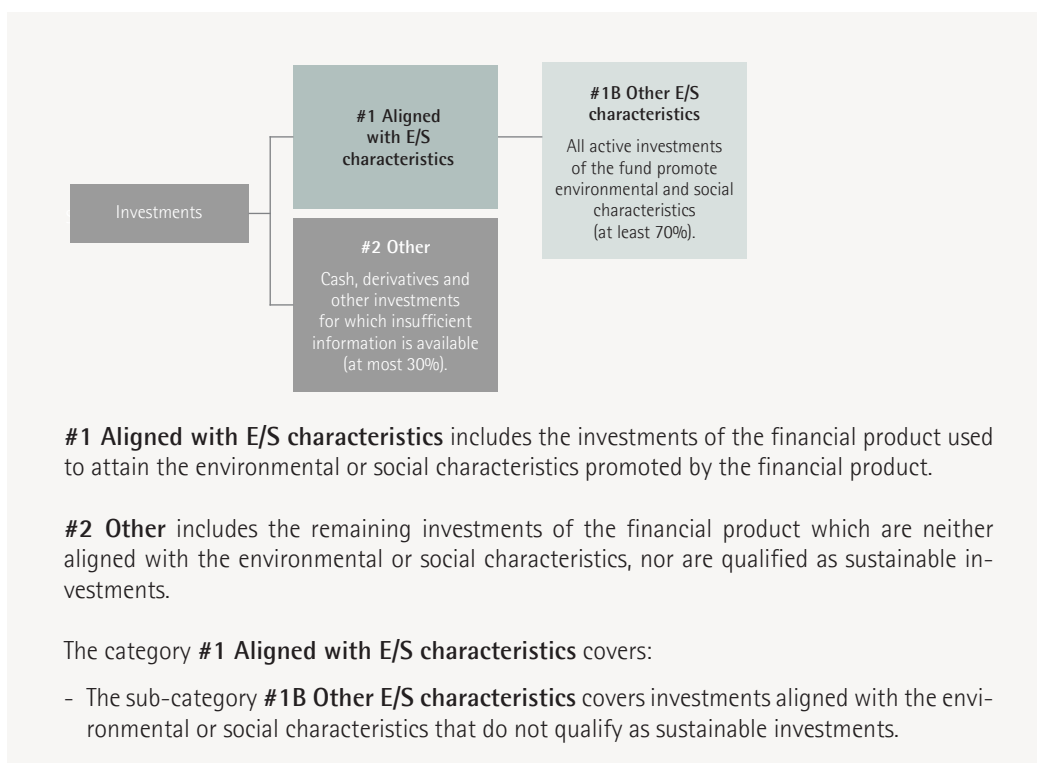 Investments
#1 Aligned
with E/S
characteristics
#1B Other E/S
characteristics
All active investments
of the fund promote
environmental and social
characteristics
(at least 70%).
#2 Other
Cash, derivatives and
other investments
for which insufficient
information is available
(at most 30%).
#1 Aligned with E/S characteristics includes the investments of the financial product used
to attain the environmental or social characteristics promoted by the financial product.
#2 Other includes the remaining investments of the financial product which are neither
aligned with the environmental or social characteristics, nor are qualified as sustainable in-
vestments.
The category #1 Aligned with E/S characteristics covers:
- The sub-category #1B Other E/S characteristics covers investments aligned with the envi-
ronmental or social characteristics that do not qualify as sustainable investments.